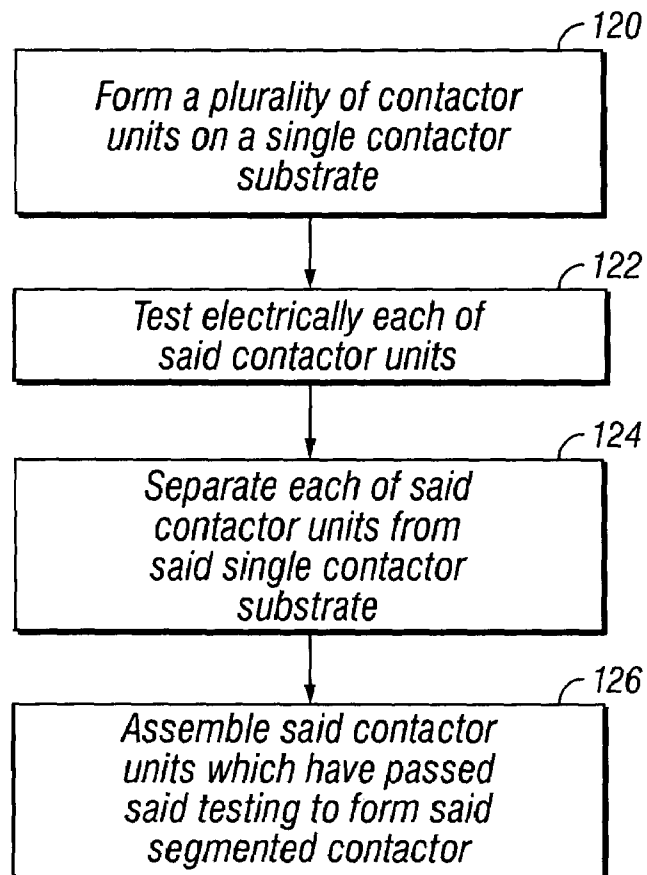 120
Form a plurality of contactor
units on a single contactor
substrate
122
Test electrically each of
said contactor units
124
Separate each of said
contactor units from
said single contactor
substrate
126
Assemble said contactor
units which have passed
said testing to form said
segmented contactor